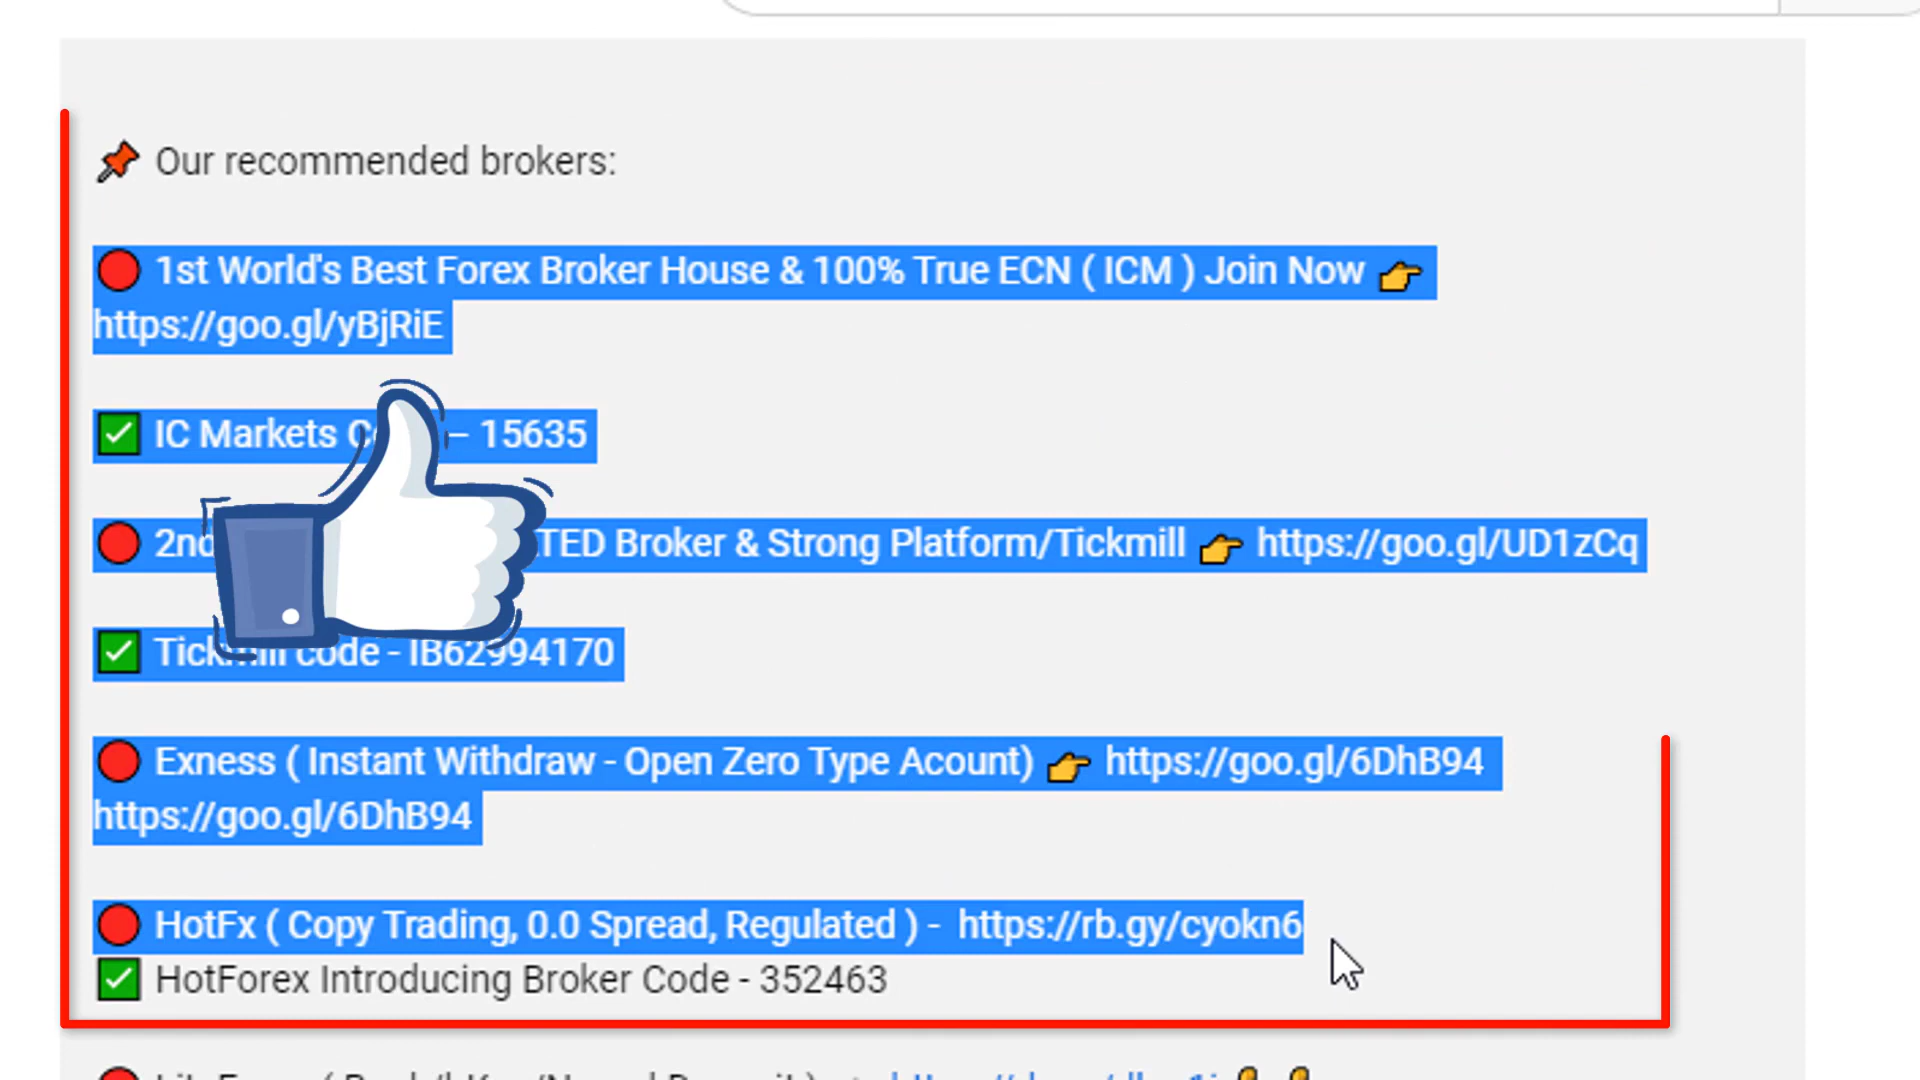 📌 Our recommended brokers:
🔴 1st World's Best Forex Broker House & 100% True ECN ( ICM ) Join Now 👉
https://goo.gl/yBjRiE
✅ IC Markets – 15635
🔴 2nd Broker & Strong Platform/Tickmill 👉 https://goo.gl/UD1zCq
✅ Tickmill code - IB62994170
🔴 Exness ( Instant Withdraw - Open Zero Type Acount) 👉 https://goo.gl/6DhB94
https://goo.gl/6DhB94
🔴 HotFx ( Copy Trading, 0.0 Spread, Regulated ) - https://rb.gy/cyokn6
✅ HotForex Introducing Broker Code - 352463